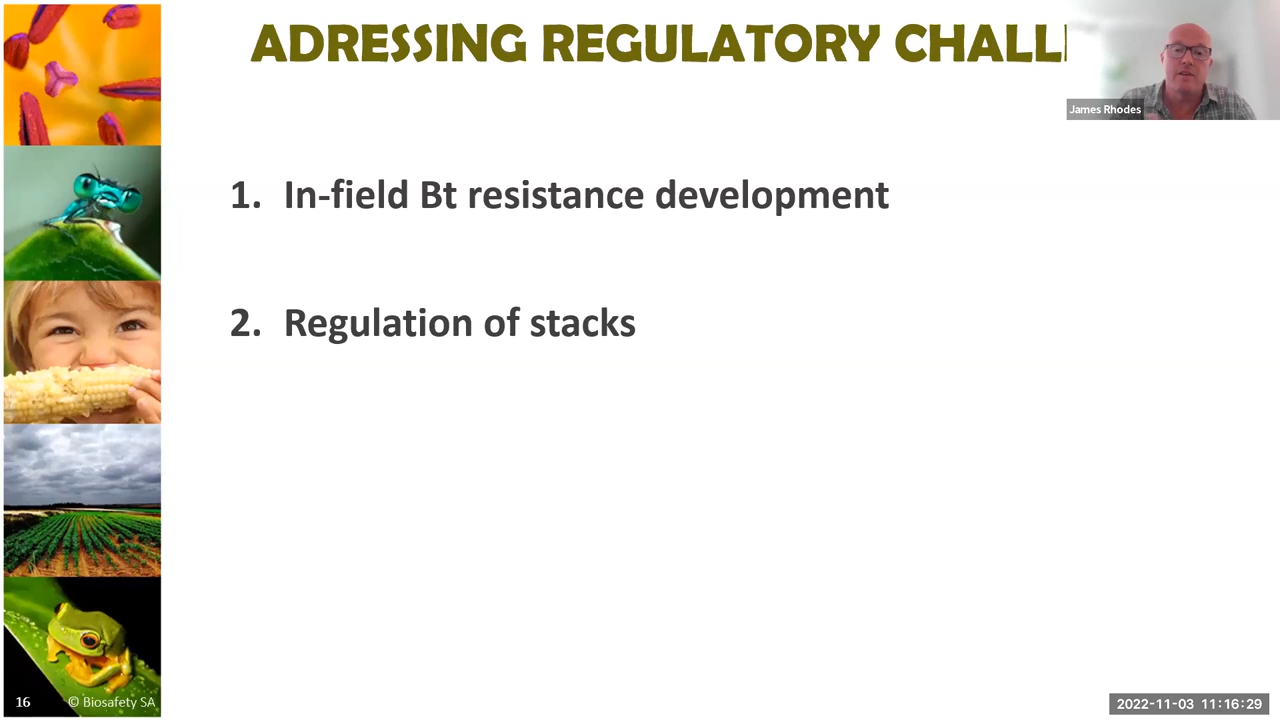 ADRESSING REGULATORY CHALL
James Rhodes
1. In-field Bt resistance development
2. Regulation of stacks
16 © Biosafety SA
2022-11-03 11:16:29